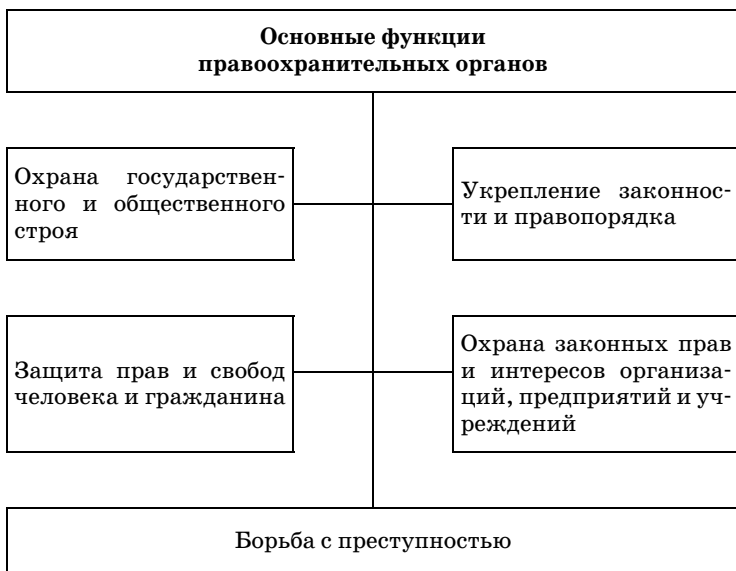 Основные функции
правоохранительных органов
Охрана государствен-
ного и общественного
строя
Укрепление законнос-
ти и правопорядка
Защита прав и свобод
человека и гражданина
Охрана законных прав
и интересов организа-
ций, предприятий и уч-
реждений
Борьба с преступностью